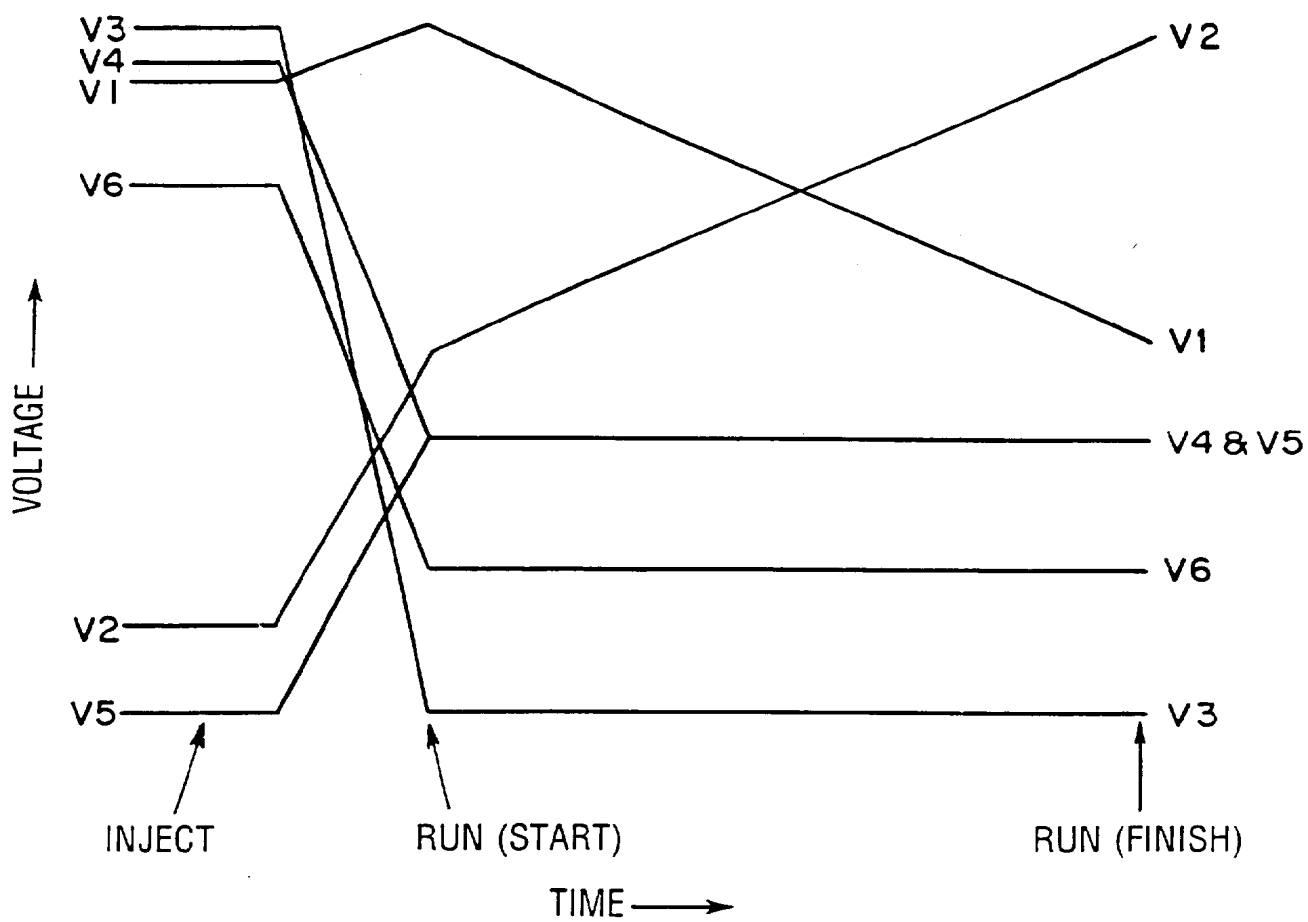 V3
V4
V1
V6
V2
V5
V2
V1
V4 & V5
V6
V3
VOLTAGE
INJECT
RUN (START)
RUN (FINISH)
TIME